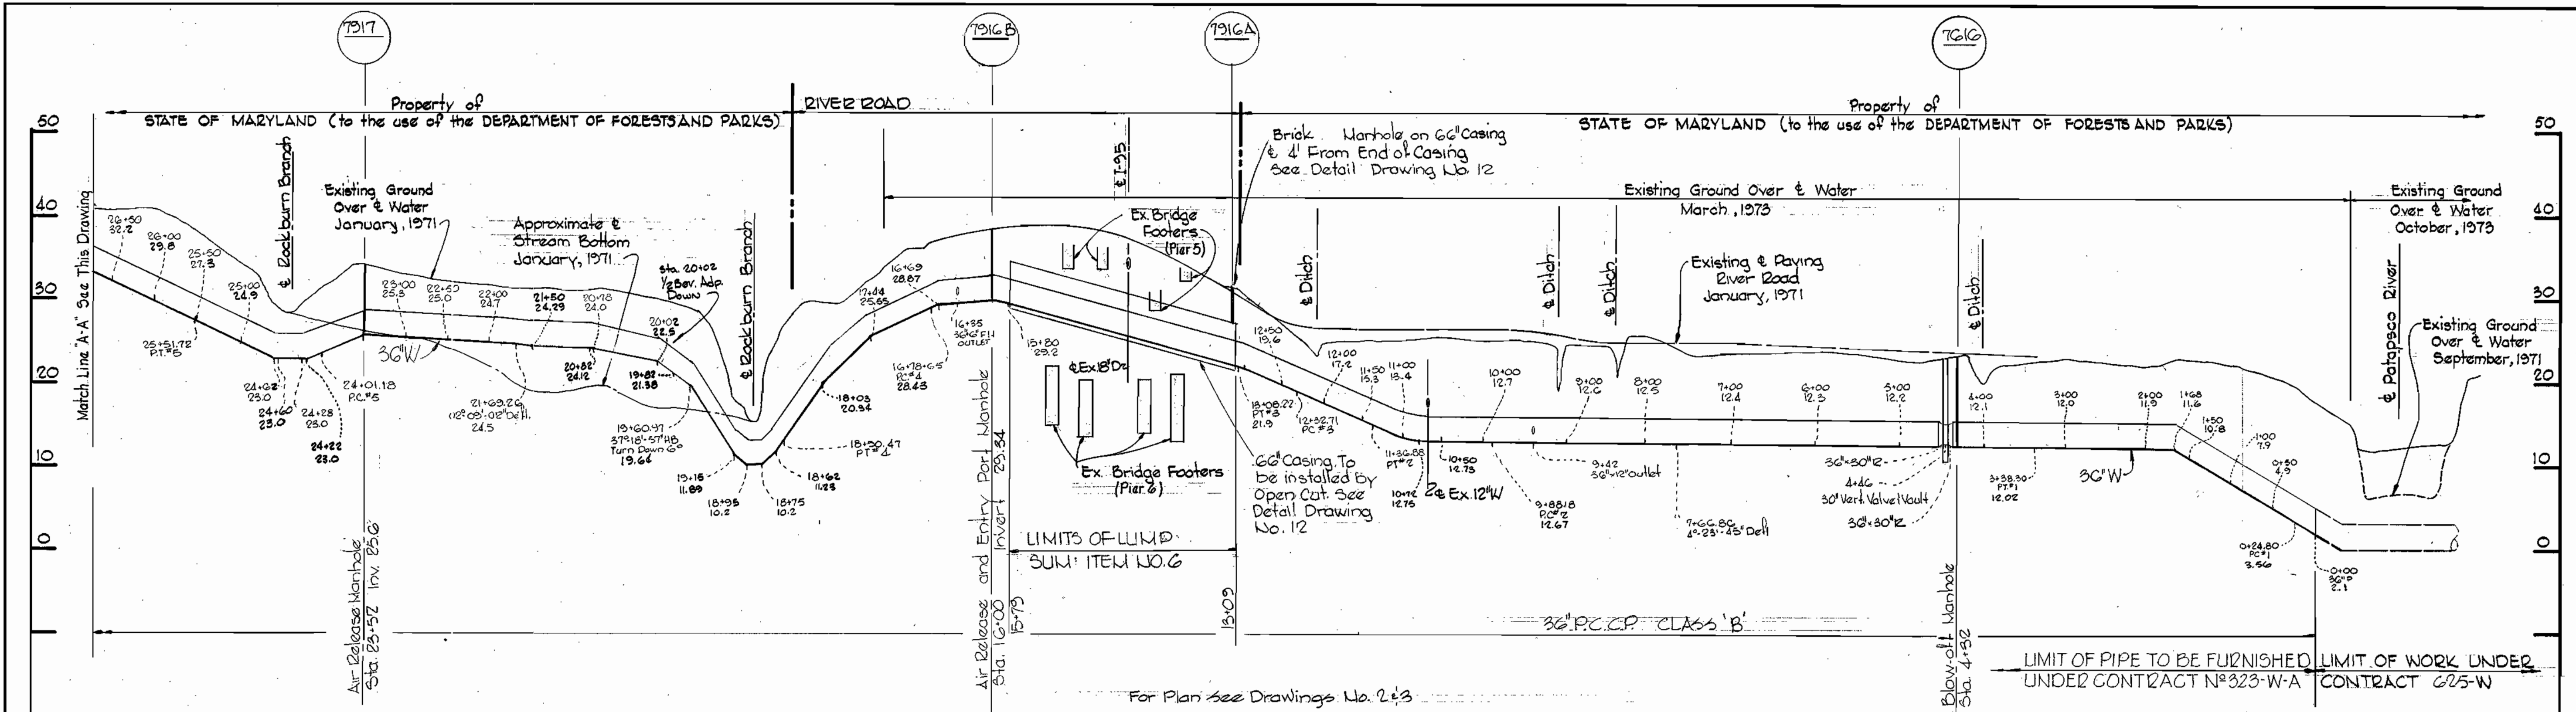 7917
7916B
7916A
7616
Property of
STATE OF MARYLAND (to the use of the DEPARTMENT OF FORESTS AND PARKS)
RIVER ROAD
Property of
STATE OF MARYLAND (to the use of the DEPARTMENT OF FORESTS AND PARKS)
50
40
30
20
10
0
50
40
30
20
10
0
Match Line "A-A" See This Drawing
℄ Rockburn Branch
Existing Ground
Over ℄ Water
January, 1971
Approximate ℄
Stream Bottom
January, 1971
Sta. 20+02
1/2 Bev. Adp.
Down
℄ Rockburn Branch
℄ I-95
Ex. Bridge
Footers
(Pier 5)
Brick Manhole on 66" Casing
℄ 4' From End of Casing
See Detail Drawing No. 12
Existing Ground Over ℄ Water
March, 1973
Existing Ground
Over ℄ Water
October, 1973
℄ Ditch
℄ Ditch
℄ Ditch
Existing ℄ Paving
River Road
January, 1971
℄ Ditch
℄ Patapsco River
Existing Ground
Over ℄ Water
September, 1971
26+50
32.2
26+00
29.8
25+50
27.3
25+00
24.9
25+51.72
P.T.#5
24+62
23.0
24+60
23.0
24+28
23.0
24+22
23.0
24+01.18
P.C.#5
23+00
25.3
22+50
25.0
22+00
24.7
21+50
24.29
20+78
24.0
20+02
22.5
36"W
21+69.26
24.5
20+82
24.12
19+82
21.38
19+60.97
37°18'-57"HB
Turn Down 6°
19.64
19+15
11.89
18+95
10.2
18+75
10.2
18+62
11.23
18+50.47
PT#4
18+03
20.94
17+44
25.65
16+69
28.87
16+78+65
PC#4
28.43
16+35
36"x6" F.H.
OUTLET
15+80
29.2
℄ Ex. 18" Dr.
Ex. Bridge Footers
(Pier 6)
66" Casing To
be installed by
Open Cut. See
Detail Drawing
No. 12
13+08.22
PT#3
21.9
12+50
19.6
12+32.71
PC#3
12+00
17.2
11+50
15.3
11+00
13.4
11+36.88
PT#2
10+72
12.75
10+50
12.73
℄ Ex. 12"W
10+00
12.7
9+88.18
P.C.#2
12.67
9+42
36"x12" outlet
9+00
12.6
8+00
12.5
7+66.86
4°-23'-45" Defl
7+00
12.4
6+00
12.3
5+00
12.2
36"x30" R
4+46
30" Vert. Valve Vault
36"x30" R
4+00
12.1
3+38.30
PT#1
12.02
3+00
12.0
2+00
11.9
1+68
11.6
1+50
10.8
1+00
7.9
0+50
4.9
36"W
0+24.80
PC#1
3.56
0+00
36"P
2.1
LIMITS OF LUMP
SUM: ITEM NO. 6
Air Release Manhole
Sta. 23+57 Inv. 25.6
Air Release and Entry Port Manhole
Sta. 16+00 Invert 29.34
15+79
13+09
36" P.C.C.P. CLASS 'B'
Blow-off Manhole
Sta. 4+32
LIMIT OF PIPE TO BE FURNISHED
UNDER CONTRACT Nº 323-W-A
LIMIT OF WORK UNDER
CONTRACT 625-W
For Plan See Drawings No. 2 & 3